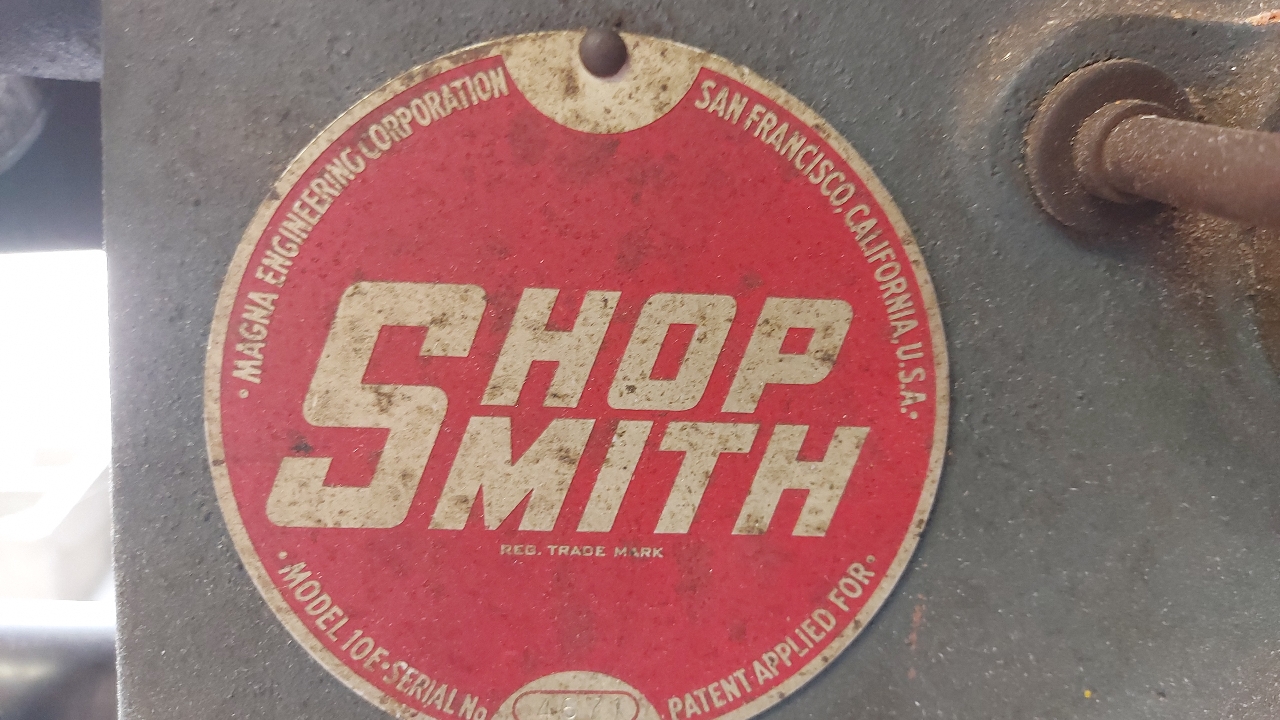 • MAGNA ENGINEERING CORPORATION
SAN FRANCISCO, CALIFORNIA, U.S.A. •
SHOP
SMITH
REG. TRADE MARK
• MODEL 10E • SERIAL No.
PATENT APPLIED FOR •